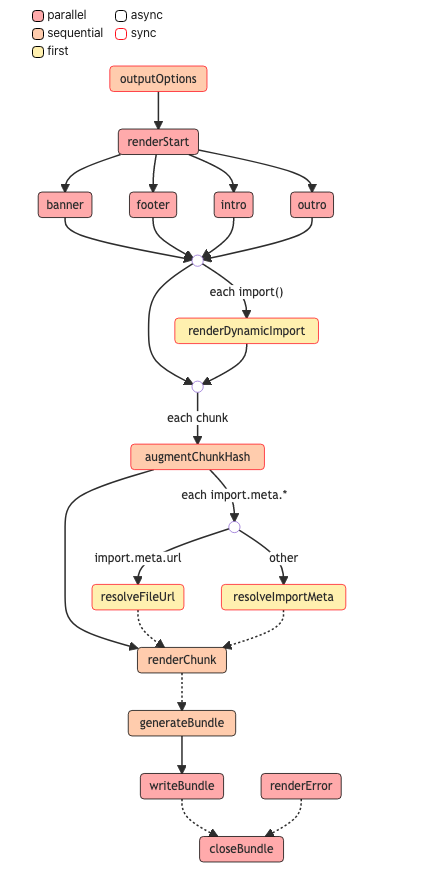 parallel async
sequential sync
first
outputOptions
renderStart
banner footer intro outro
each import()
renderDynamicImport
each chunk
augmentChunkHash
each import.meta.*
import.meta.url other
resolveFileUrl resolveImportMeta
renderChunk
generateBundle
writeBundle renderError
closeBundle